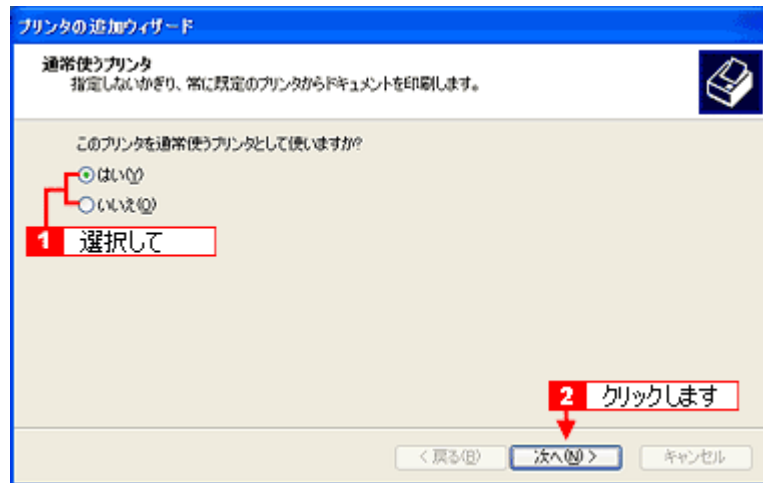 プリンタの追加ウィザード
通常使うプリンタ
指定しないかぎり、常に既定のプリンタからドキュメントを印刷します。
このプリンタを通常使うプリンタとして使いますか?
はい(Y)
いいえ(O)
1 選択して
2 クリックします
< 戻る(B) 次へ(N) > キャンセル